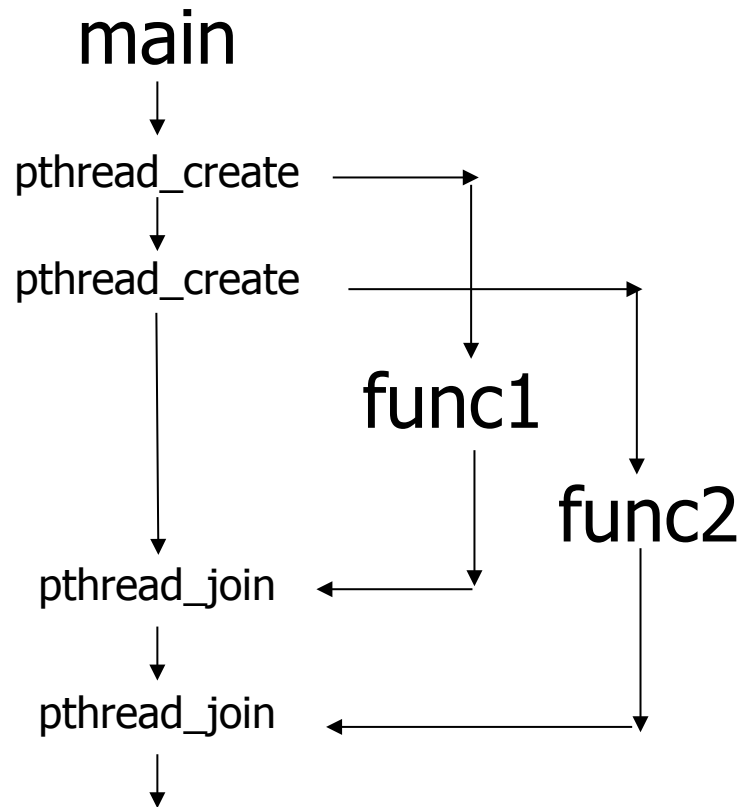 main
pthread_create
pthread_create
func1
func2
pthread_join
pthread_join